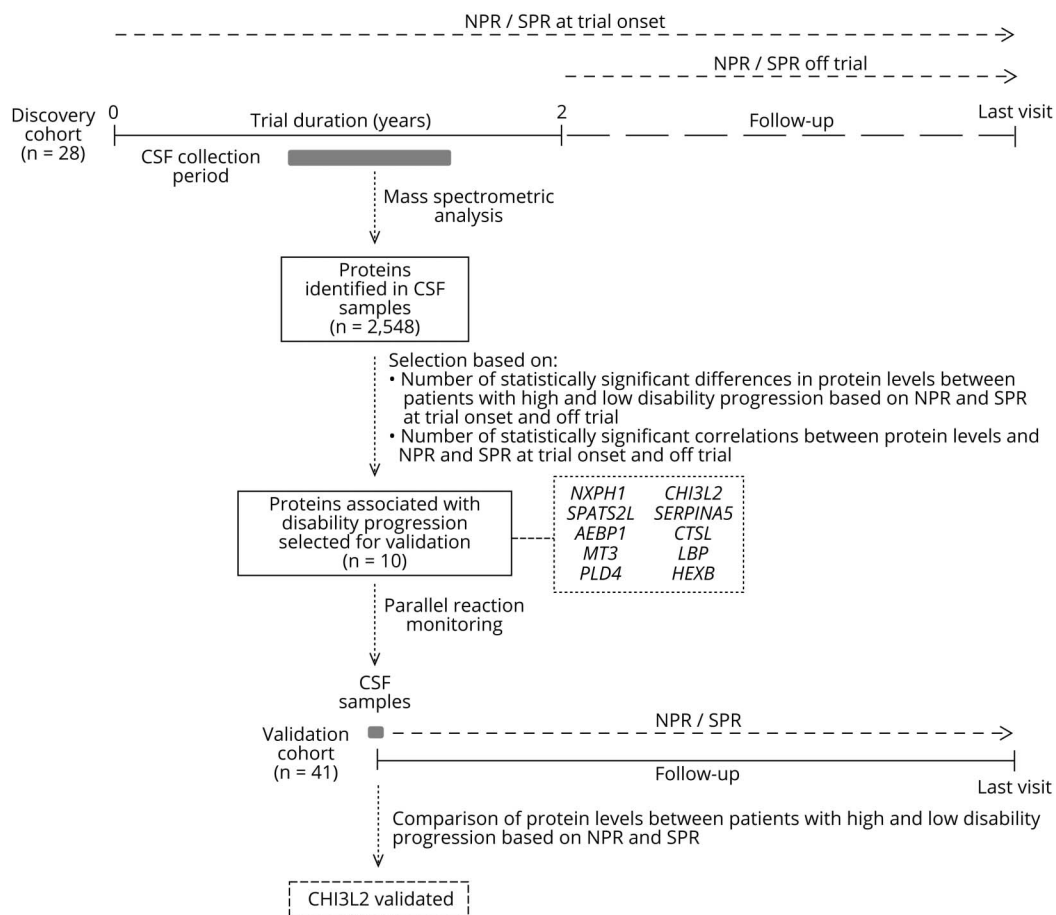 NPR / SPR at trial onset
NPR / SPR off trial
Discovery
cohort
(n = 28)
0
Trial duration (years)
2
Follow-up
Last visit
CSF collection
period
Mass spectrometric
analysis
Proteins
identified in CSF
samples
(n = 2,548)
Selection based on:
• Number of statistically significant differences in protein levels between
patients with high and low disability progression based on NPR and SPR
at trial onset and off trial
• Number of statistically significant correlations between protein levels and
NPR and SPR at trial onset and off trial
Proteins associated with
disability progression
selected for validation
(n = 10)
NXPH1 CHI3L2
SPATS2L SERPINA5
AEBP1 CTSL
MT3 LBP
PLD4 HEXB
Parallel reaction
monitoring
CSF
samples
Validation
cohort
(n = 41)
NPR / SPR
Follow-up
Last visit
Comparison of protein levels between patients with high and low disability
progression based on NPR and SPR
CHI3L2 validated